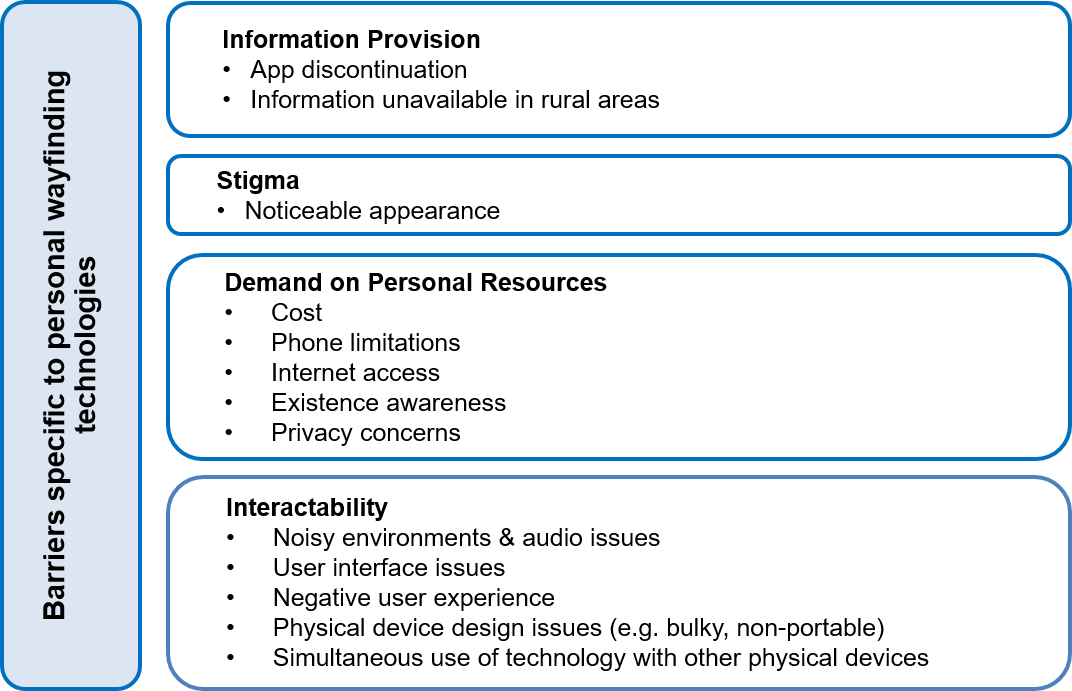 Barriers specific to personal wayfinding
technologies
Information Provision
• App discontinuation
• Information unavailable in rural areas
Stigma
• Noticeable appearance
Demand on Personal Resources
• Cost
• Phone limitations
• Internet access
• Existence awareness
• Privacy concerns
Interactability
• Noisy environments & audio issues
• User interface issues
• Negative user experience
• Physical device design issues (e.g. bulky, non-portable)
• Simultaneous use of technology with other physical devices